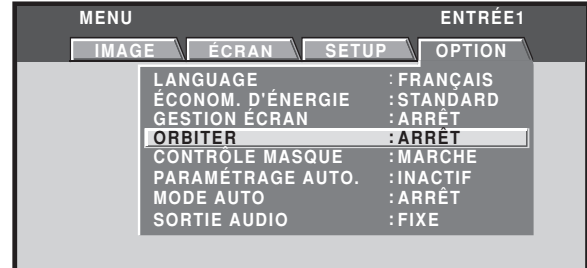 MENU ENTRÉE1
IMAGE ÉCRAN SETUP OPTION
LANGUAGE :FRANÇAIS
ÉCONOM. D'ÉNERGIE :STANDARD
GESTION ÉCRAN :ARRÊT
ORBITER :ARRÊT
CONTRÔLE MASQUE :MARCHE
PARAMÉTRAGE AUTO. :INACTIF
MODE AUTO :ARRÊT
SORTIE AUDIO :FIXE